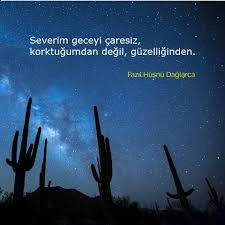 Severim geceyi çaresiz,
korktuğumdan değil, güzelliğinden.
Fazıl Hüsnü Dağlarca